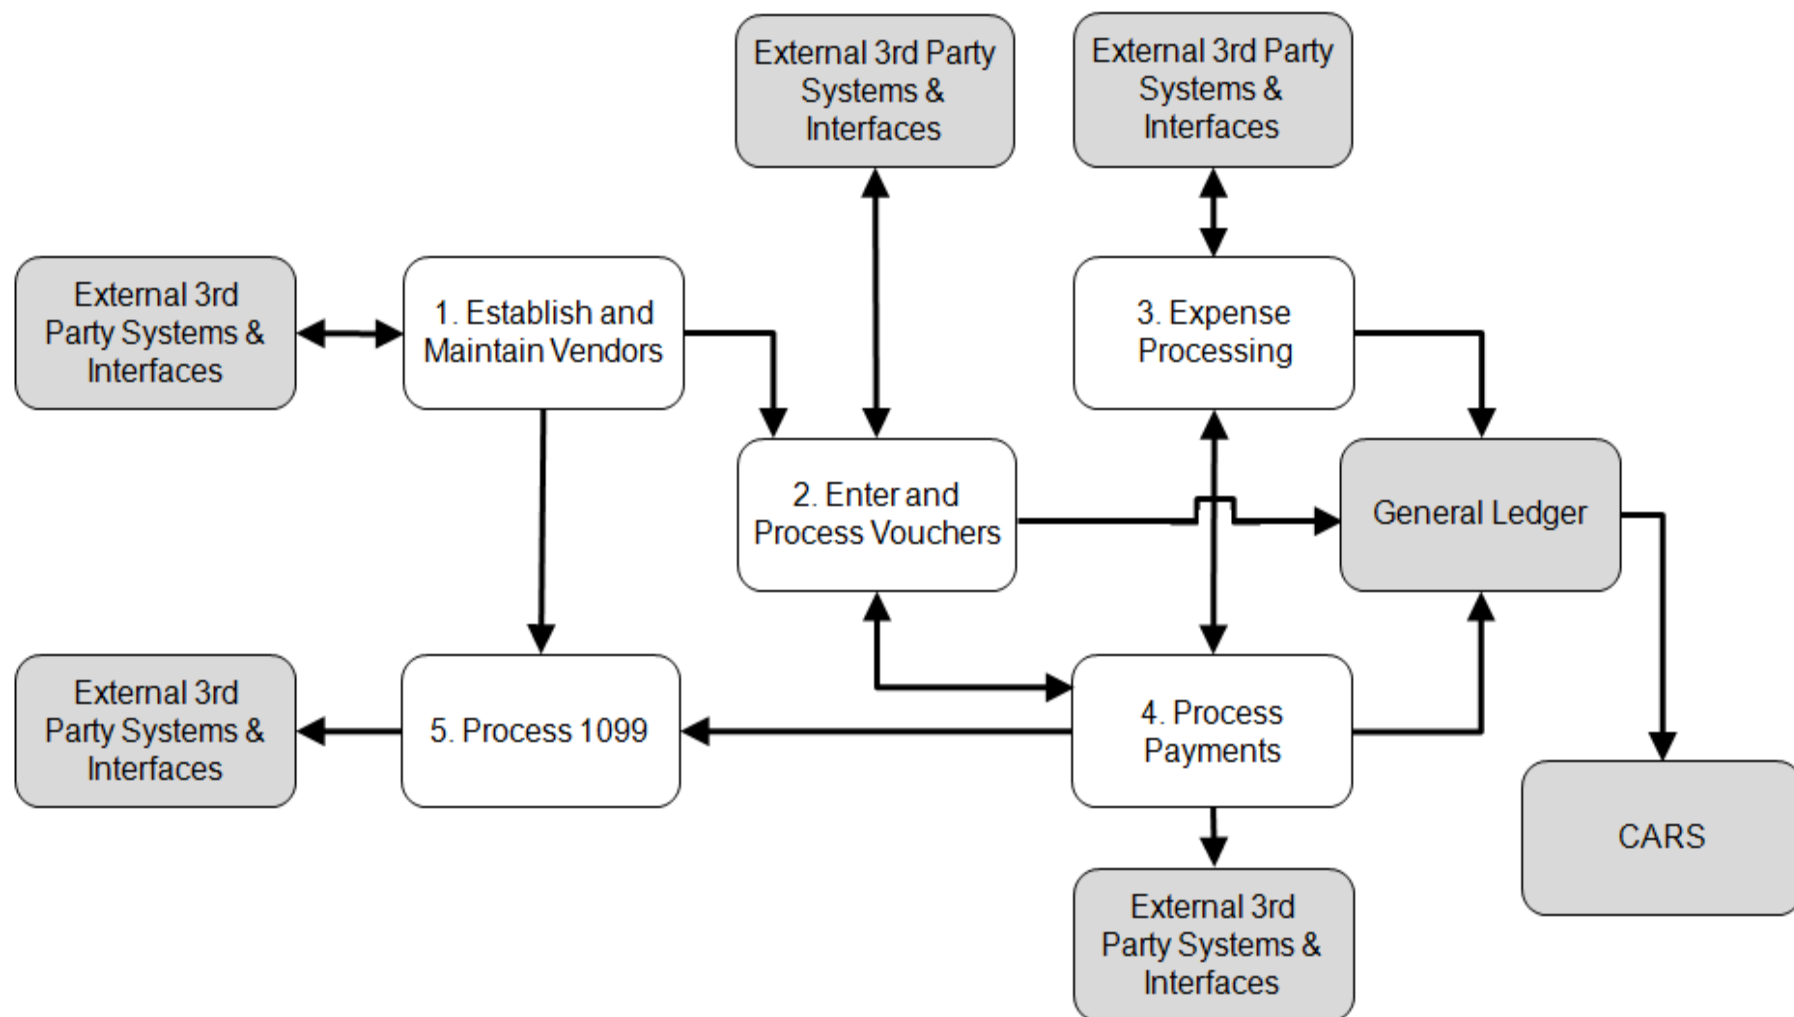 External 3rd Party
Systems &
Interfaces
External 3rd Party
Systems &
Interfaces
External 3rd
Party Systems &
Interfaces
1. Establish and
Maintain Vendors
3. Expense
Processing
2. Enter and
Process Vouchers
General Ledger
External 3rd
Party Systems &
Interfaces
5. Process 1099
4. Process
Payments
CARS
External 3rd
Party Systems &
Interfaces